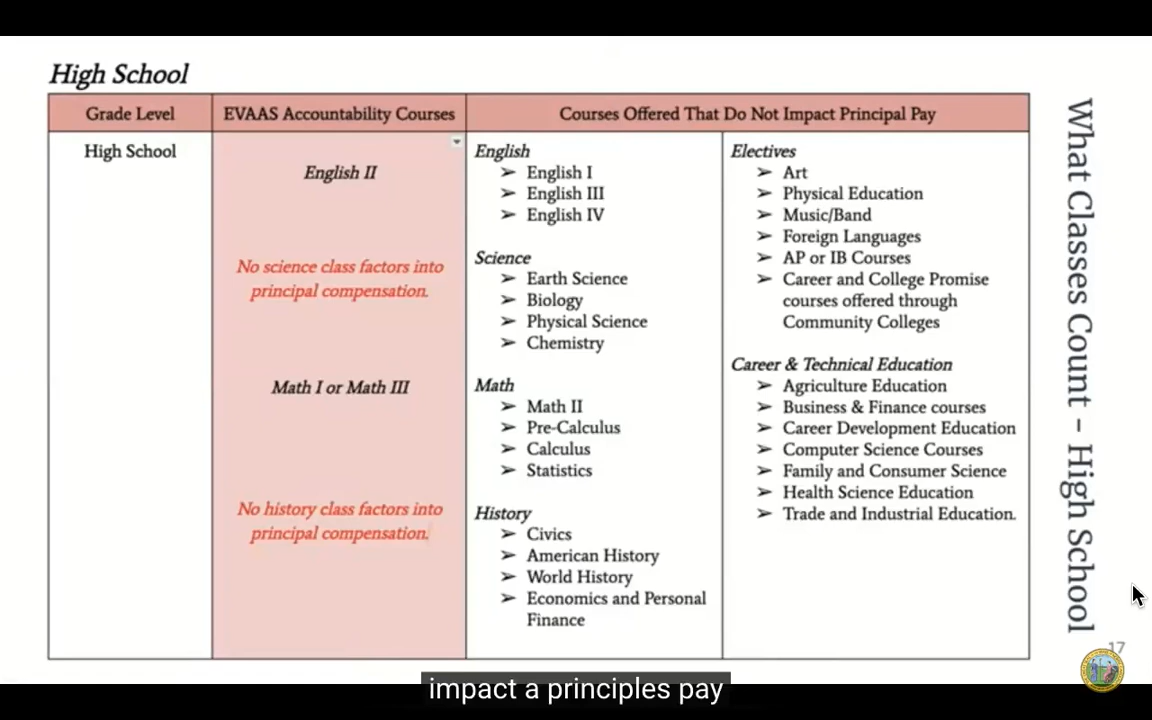 High School
Grade Level
EVAAS Accountability Courses
Courses Offered That Do Not Impact Principal Pay
High School
English II
No science class factors into
principal compensation.
Math I or Math III
No history class factors into
principal compensation.
English
➢ English I
➢ English III
➢ English IV
Science
➢ Earth Science
➢ Biology
➢ Physical Science
➢ Chemistry
Math
➢ Math II
➢ Pre-Calculus
➢ Calculus
➢ Statistics
History
➢ Civics
➢ American History
➢ World History
➢ Economics and Personal
Finance
Electives
➢ Art
➢ Physical Education
➢ Music/Band
➢ Foreign Languages
➢ AP or IB Courses
➢ Career and College Promise
courses offered through
Community Colleges
Career & Technical Education
➢ Agriculture Education
➢ Business & Finance courses
➢ Career Development Education
➢ Computer Science Courses
➢ Family and Consumer Science
➢ Health Science Education
➢ Trade and Industrial Education.
What Classes Count – High School
17
impact a principles pay